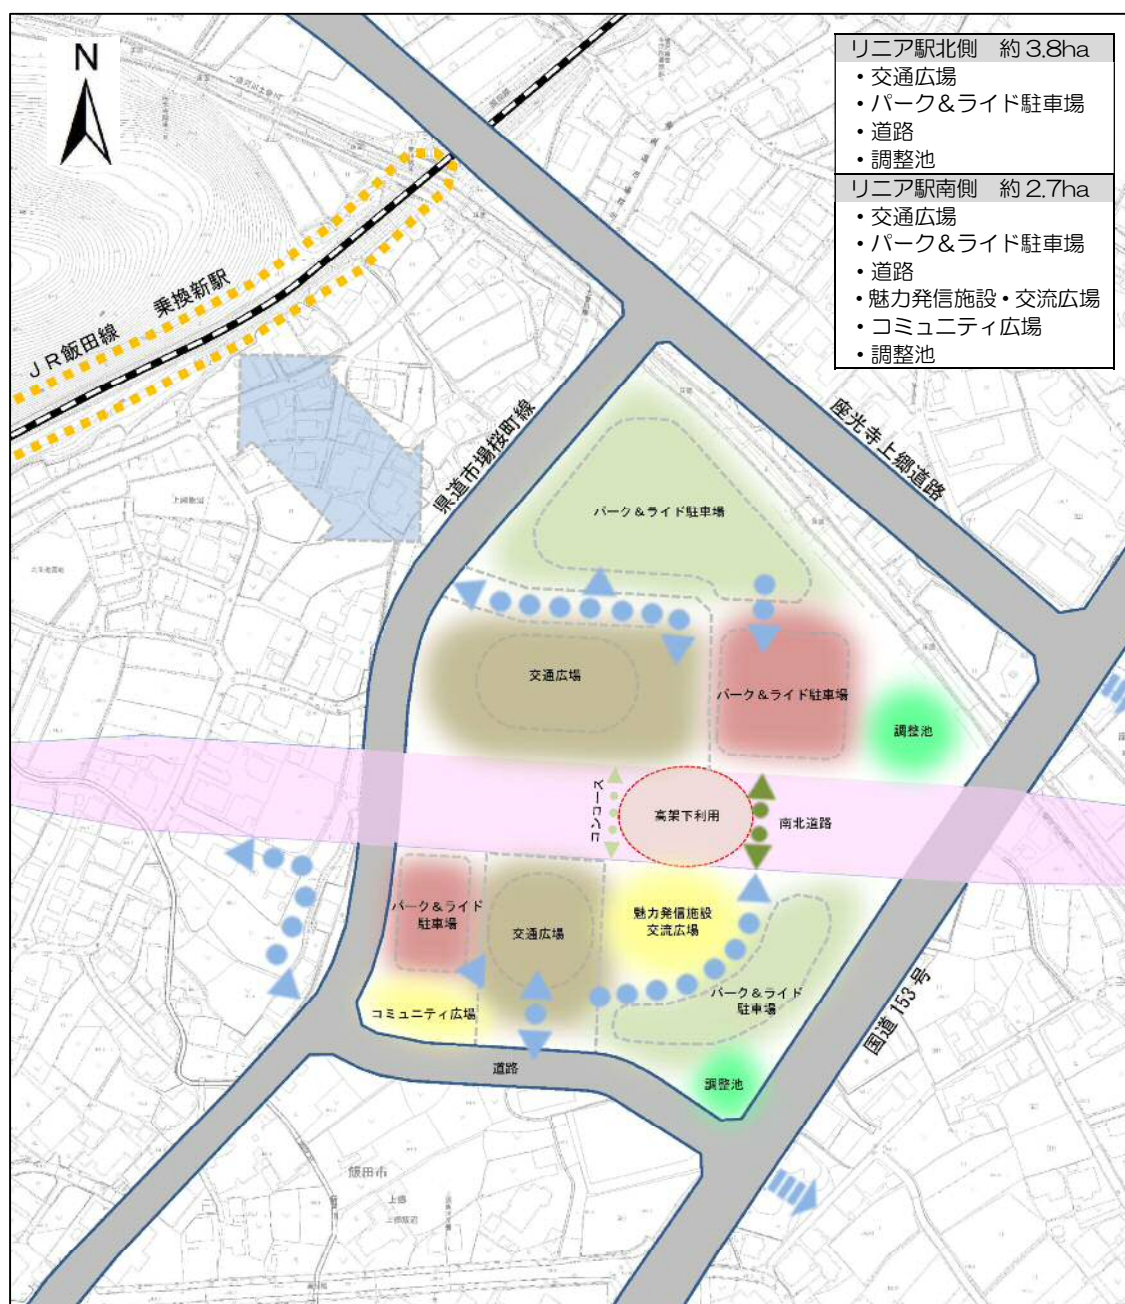 N
リニア駅北側 約3.8ha
・交通広場
・パーク&ライド駐車場
・道路
・調整池
リニア駅南側 約2.7ha
・交通広場
・パーク&ライド駐車場
・道路
・魅力発信施設・交流広場
・コミュニティ広場
・調整池
JR飯田線 乗換新駅
県道市場桜町線
座光寺上郷道路
パーク&ライド駐車場
交通広場
パーク&ライド駐車場
調整池
コンコース
高架下利用
南北道路
パーク&ライド
駐車場
交通広場
魅力発信施設
交流広場
パーク&ライド
駐車場
コミュニティ広場
国道153号
道路
調整池
飯田市
上郷
上郷飯沼